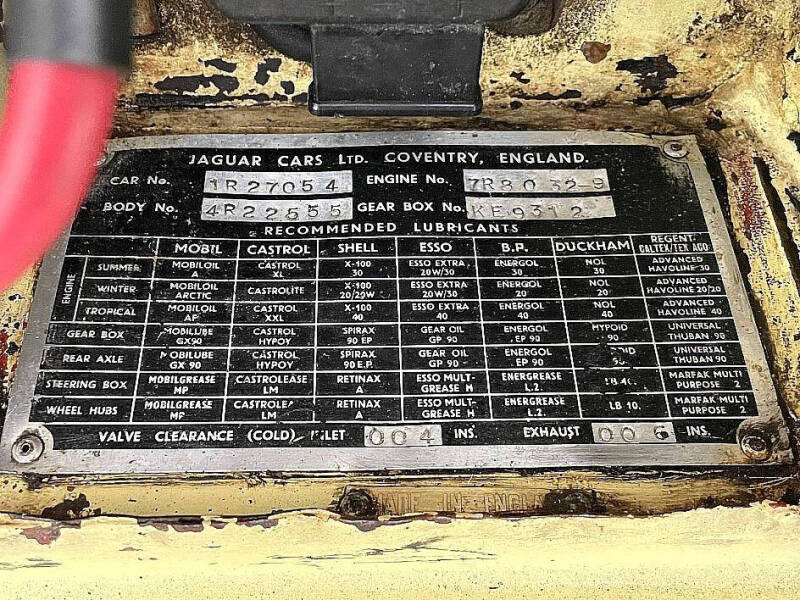 JAGUAR CARS LTD. COVENTRY, ENGLAND.
CAR No. 1R27054 ENGINE No. 7R8032-9
BODY No. 4R22555 GEAR BOX No. KE9312
RECOMMENDED LUBRICANTS
MOBIL CASTROL SHELL ESSO B.P. DUCKHAM REGENT CALTEX/TEXACO
ENGINE
SUMMER MOBILOIL A CASTROL XL X-100 30 ESSO EXTRA 20W/30 ENERGOL 30 NOL 30 ADVANCED HAVOLINE 30
WINTER MOBILOIL ARCTIC CASTROLITE X-100 20/29W ESSO EXTRA 20W/30 ENERGOL 20 NOL 20 ADVANCED HAVOLINE 20/20
TROPICAL MOBILOIL AF CASTROL XXL X-100 40 ESSO EXTRA 40 ENERGOL 40 NOL 40 ADVANCED HAVOLINE 40
GEAR BOX MOBILUBE GX90 CASTROL HYPOY SPIRAX 90 EP GEAR OIL GP 90 ENERGOL EP 90 HYPOID 90 UNIVERSAL THUBAN 90
REAR AXLE MOBILUBE GX 90 CASTROL HYPOY SPIRAX 90 E.P. GEAR OIL GP 90 ENERGOL EP 90 90 UNIVERSAL THUBAN 90
STEERING BOX MOBILGREASE MP CASTROLEASE LM RETINAX A ESSO MULT-GREASE H ENERGREASE L.2. LB MARFAK MULTI PURPOSE 2
WHEEL HUBS MOBILGREASE MP CASTROLEASE LM RETINAX A ESSO MULT-GREASE H ENERGREASE L.2. LB 10. MARFAK MULTI PURPOSE 2
VALVE CLEARANCE (COLD) INLET 004 INS. EXHAUST 006 INS.
MADE IN ENGLAND